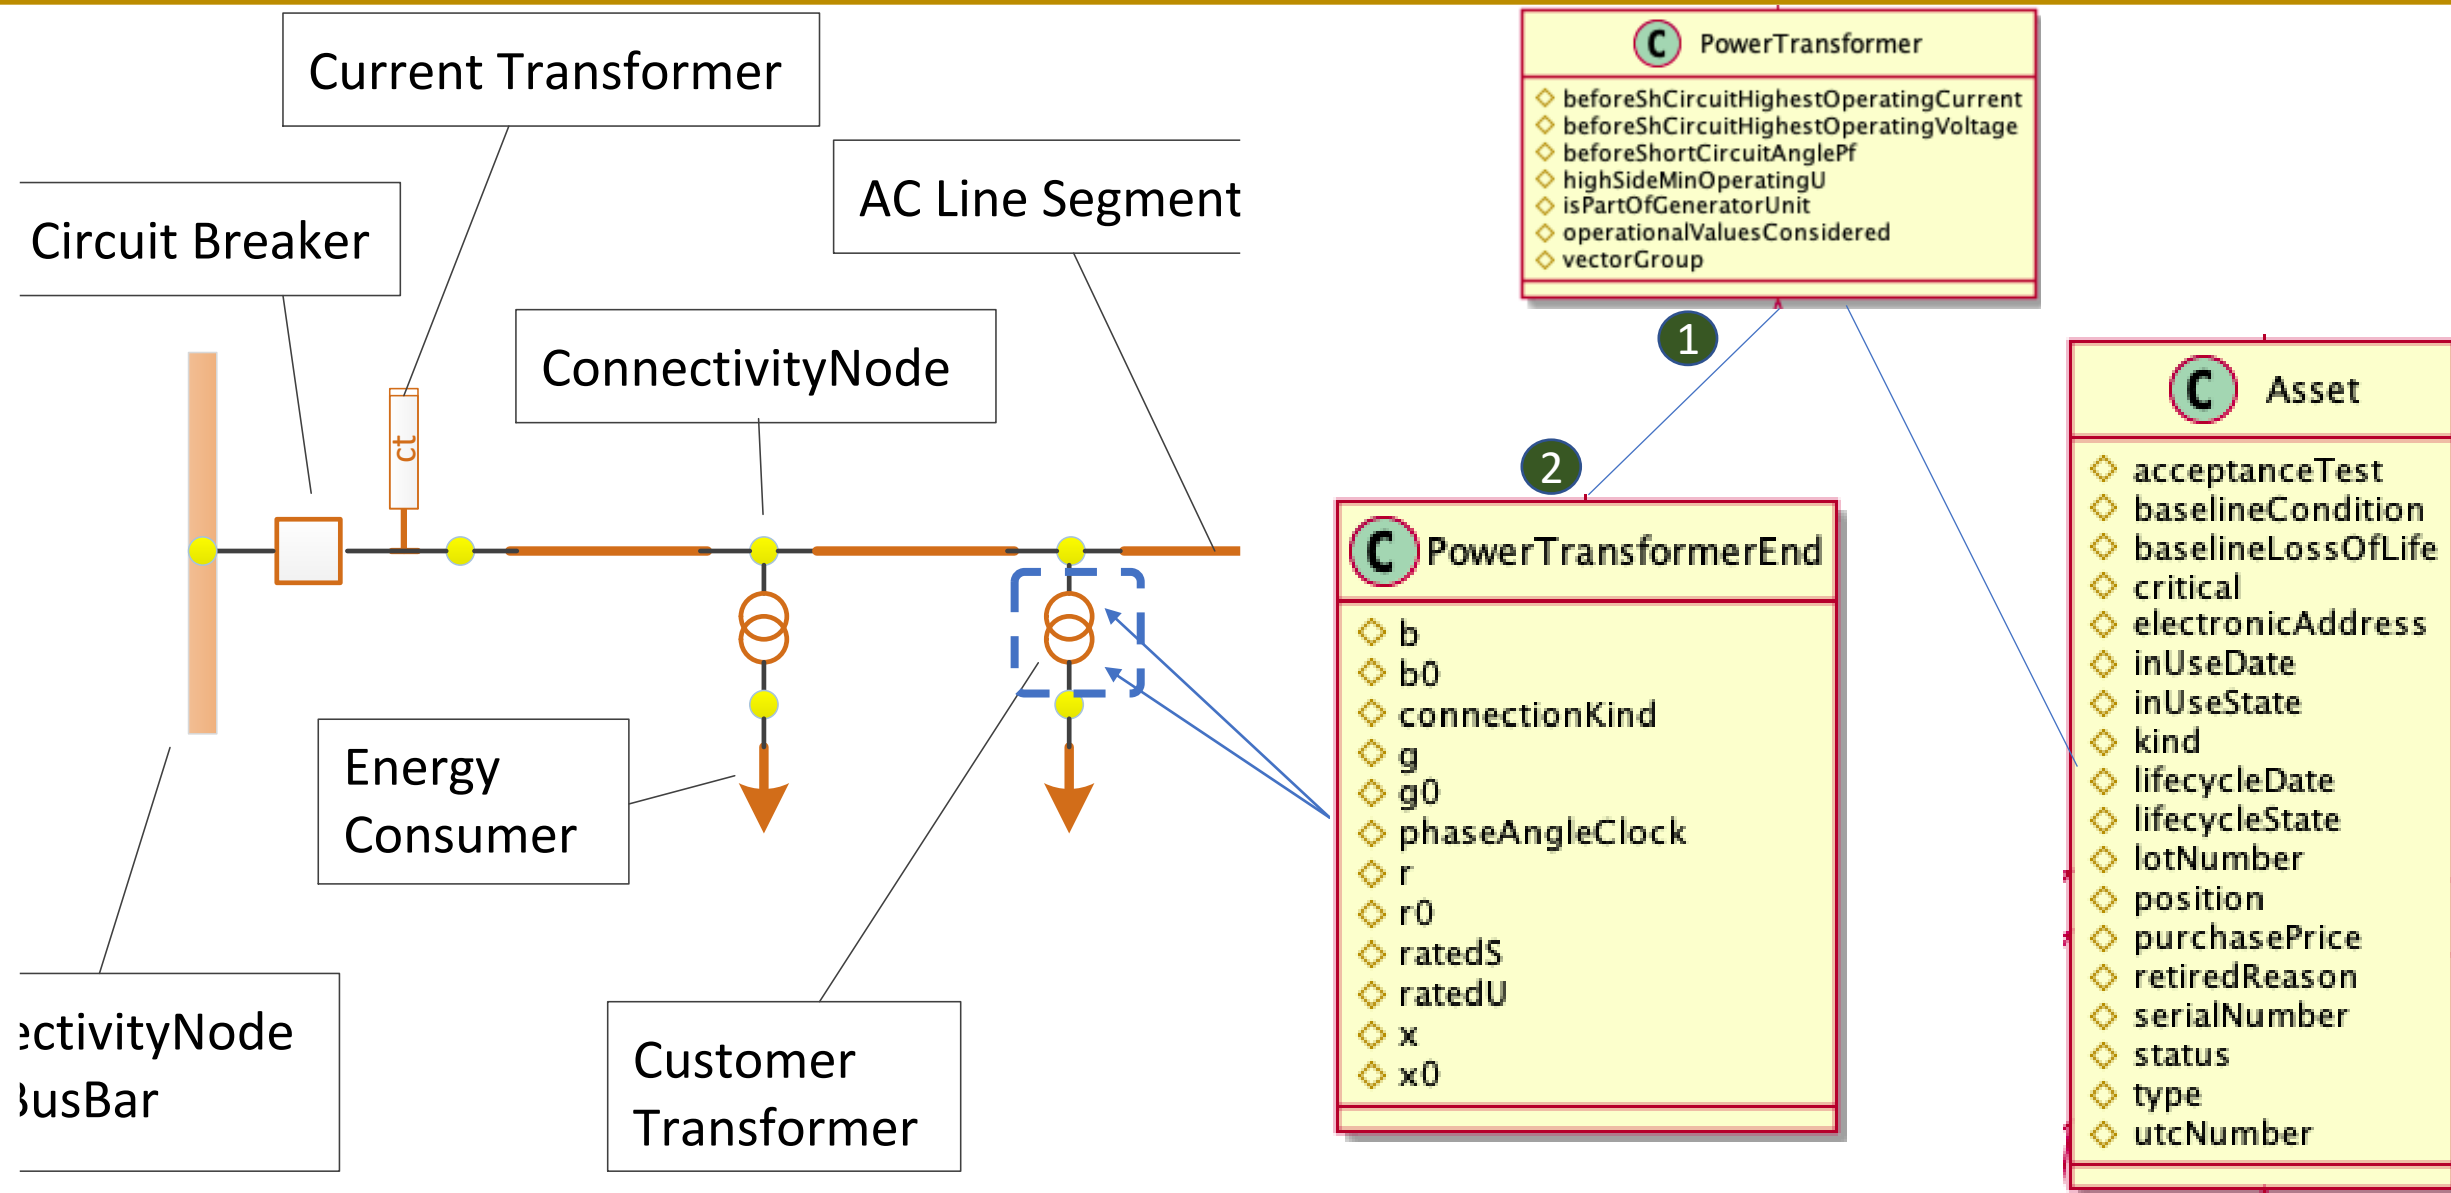 Current Transformer
Circuit Breaker
AC Line Segment
ConnectivityNode
ct
Energy
Consumer
ectivityNode
BusBar
Customer
Transformer
C PowerTransformer
beforeShCircuitHighestOperatingCurrent
beforeShCircuitHighestOperatingVoltage
beforeShortCircuitAnglePf
highSideMinOperatingU
isPartOfGeneratorUnit
operationalValuesConsidered
vectorGroup
1
2
C PowerTransformerEnd
b
b0
connectionKind
g
g0
phaseAngleClock
r
r0
ratedS
ratedU
x
x0
C Asset
acceptanceTest
baselineCondition
baselineLossOfLife
critical
electronicAddress
inUseDate
inUseState
kind
lifecycleDate
lifecycleState
lotNumber
position
purchasePrice
retiredReason
serialNumber
status
type
utcNumber